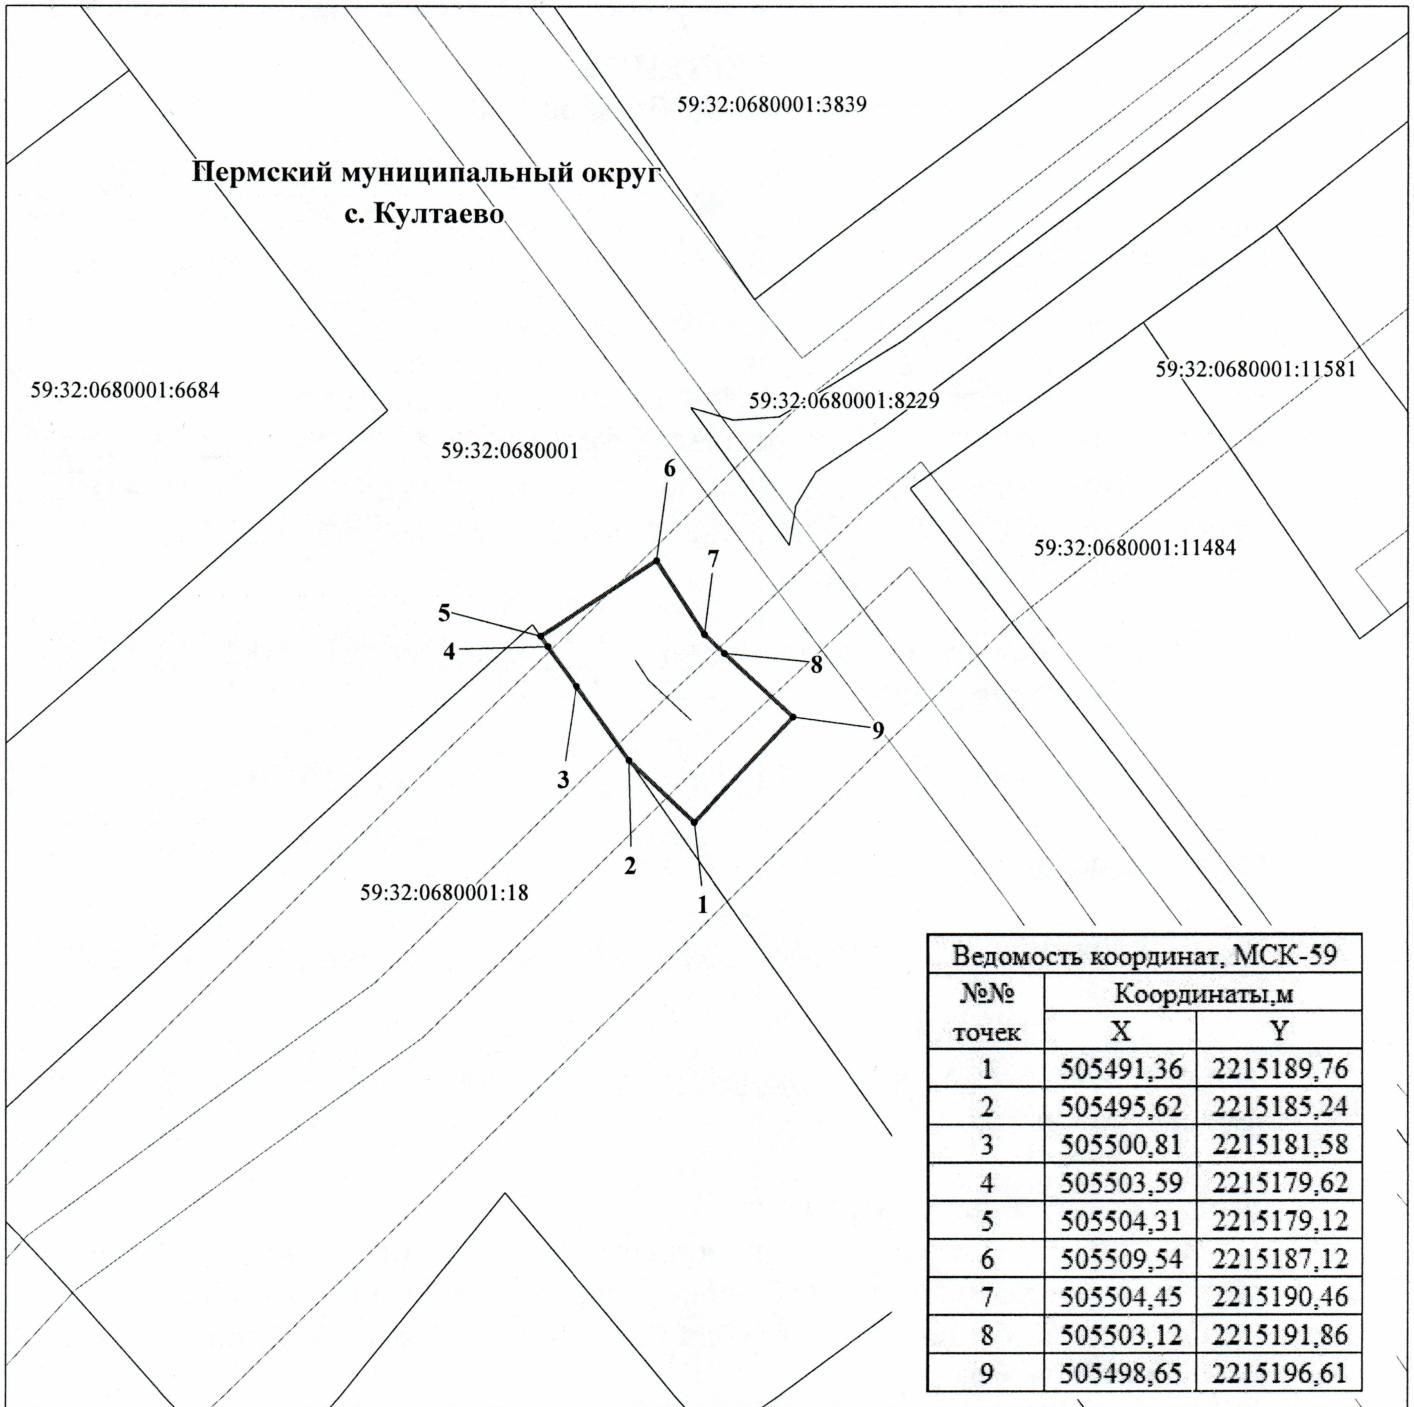 59:32:0680001:3839
Пермский муниципальный округ
с. Култаево
59:32:0680001:11581
59:32:0680001:6684
59:32:0680001:8229
59:32:0680001
6
7
59:32:0680001:11484
5
4
8
9
3
2
59:32:0680001:18
1
Ведомость координат, МСК-59
№№ точек Координаты,м
X Y
1 505491,36 2215189,76
2 505495,62 2215185,24
3 505500,81 2215181,58
4 505503,59 2215179,62
5 505504,31 2215179,12
6 505509,54 2215187,12
7 505504,45 2215190,46
8 505503,12 2215191,86
9 505498,65 2215196,61